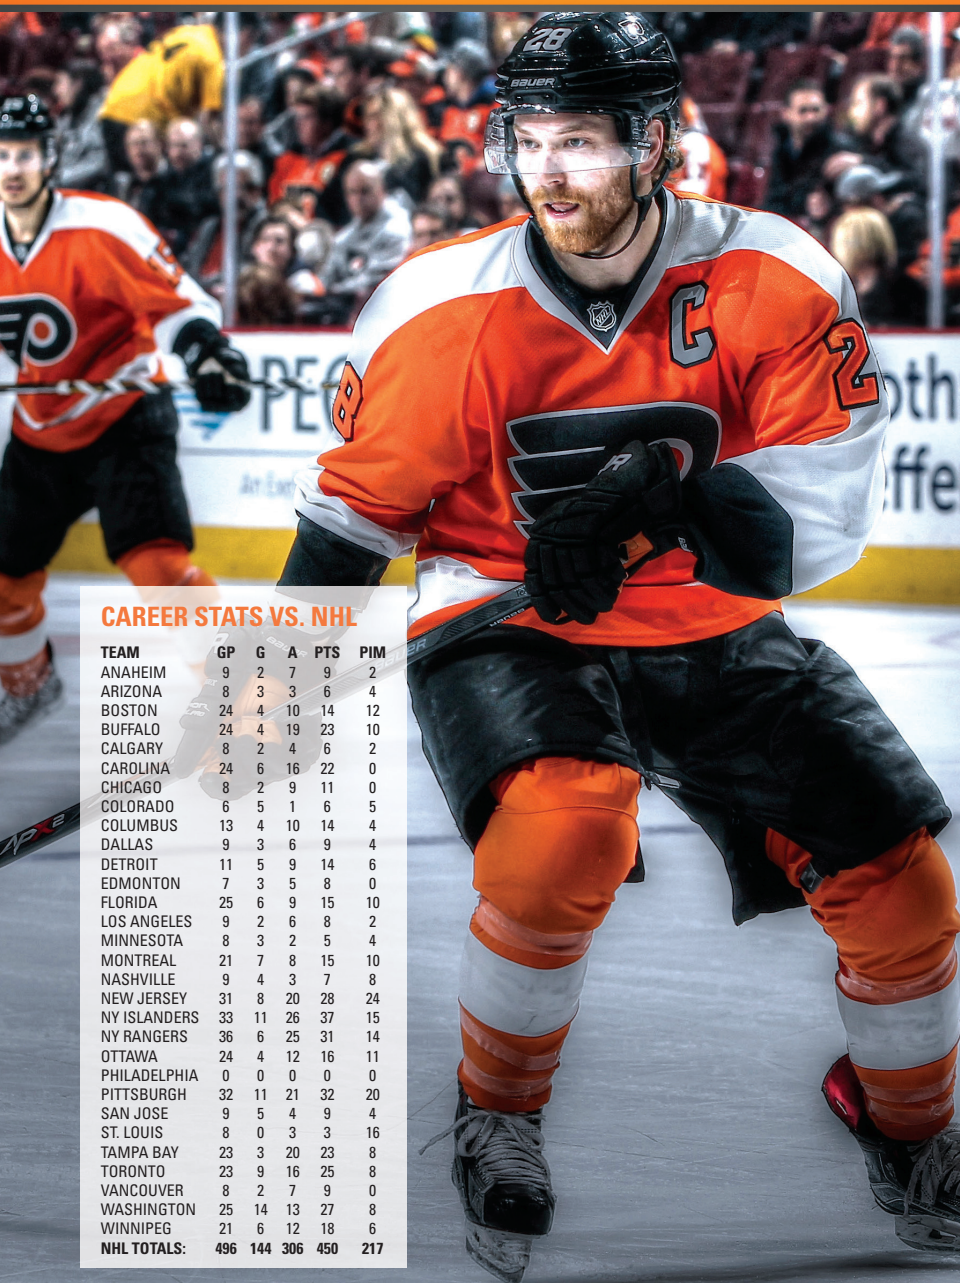 28
BAUER
NHL
C
28
8
PEC
oth
effe
CAREER STATS VS. NHL
TEAM GP G A PTS PIM
ANAHEIM 9 2 7 9 2
ARIZONA 8 3 3 6 4
BOSTON 24 4 10 14 12
BUFFALO 24 4 19 23 10
CALGARY 8 2 4 6 2
CAROLINA 24 6 16 22 0
CHICAGO 8 2 9 11 0
COLORADO 6 5 1 6 5
COLUMBUS 13 4 10 14 4
DALLAS 9 3 6 9 4
DETROIT 11 5 9 14 6
EDMONTON 7 3 5 8 0
FLORIDA 25 6 9 15 10
LOS ANGELES 9 2 6 8 2
MINNESOTA 8 3 2 5 4
MONTREAL 21 7 8 15 10
NASHVILLE 9 4 3 7 8
NEW JERSEY 31 8 20 28 24
NY ISLANDERS 33 11 26 37 15
NY RANGERS 36 6 25 31 14
OTTAWA 24 4 12 16 11
PHILADELPHIA 0 0 0 0 0
PITTSBURGH 32 11 21 32 20
SAN JOSE 9 5 4 9 4
ST. LOUIS 8 0 3 3 16
TAMPA BAY 23 3 20 23 8
TORONTO 23 9 16 25 8
VANCOUVER 8 2 7 9 0
WASHINGTON 25 14 13 27 8
WINNIPEG 21 6 12 18 6
NHL TOTALS: 496 144 306 450 217
BAUER
APX2